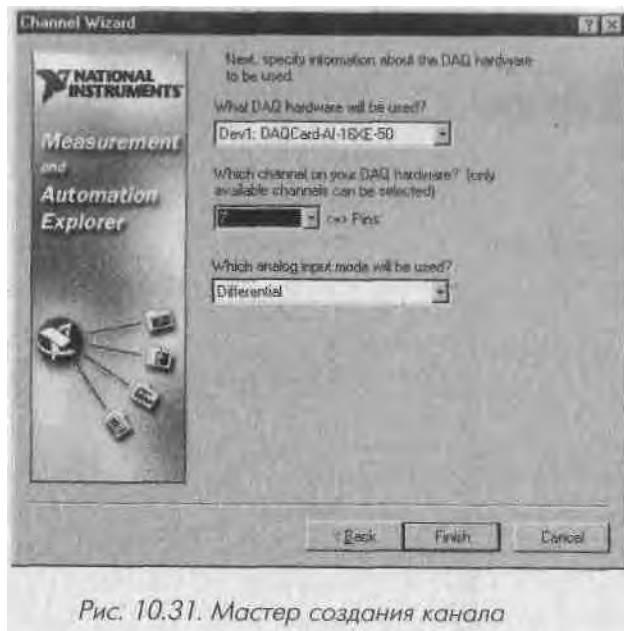 Channel Wizard
NATIONAL
INSTRUMENTS
Measurement
and
Automation
Explorer
Next, specify information about the DAQ hardware
to be used.
What DAQ hardware will be used?
Dev1: DAQCard-AI-16XE-50
Which channel on your DAQ hardware? (only
available channels can be selected)
<=> Pins
Which analog input mode will be used?
Differential
< Back
Finish
Cancel
Рис. 10.31. Мастер создания канала